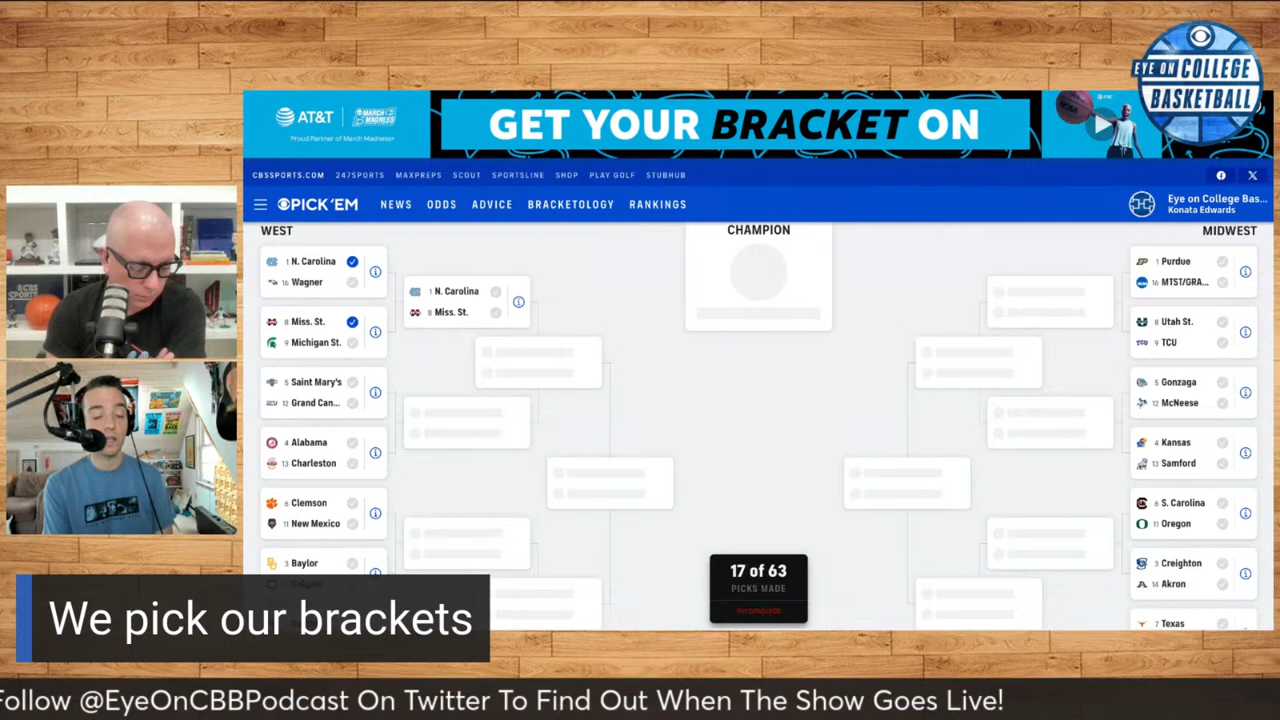 EYE ON COLLEGE
BASKETBALL
AT&T
MARCH MADNESS
Proud Partner of March Madness®
GET YOUR BRACKET ON
CBSSPORTS.COM 247SPORTS MAXPREPS SCOUT SPORTSLINE SHOP PLAY GOLF STUBHUB
PICK'EM NEWS ODDS ADVICE BRACKETOLOGY RANKINGS
Eye on College Bas...
Konata Edwards
WEST
CHAMPION
MIDWEST
1 N. Carolina
16 Wagner
8 Miss. St.
9 Michigan St.
5 Saint Mary's
12 Grand Can...
4 Alabama
13 Charleston
6 Clemson
11 New Mexico
3 Baylor
1 N. Carolina
8 Miss. St.
17 of 63
PICKS MADE
Incomplete
1 Purdue
16 MTST/GRA...
8 Utah St.
9 TCU
5 Gonzaga
12 McNeese
4 Kansas
13 Samford
6 S. Carolina
11 Oregon
3 Creighton
14 Akron
7 Texas
CBS
SPORTS
We pick our brackets
Follow @EyeOnCBBPodcast On Twitter To Find Out When The Show Goes Live!